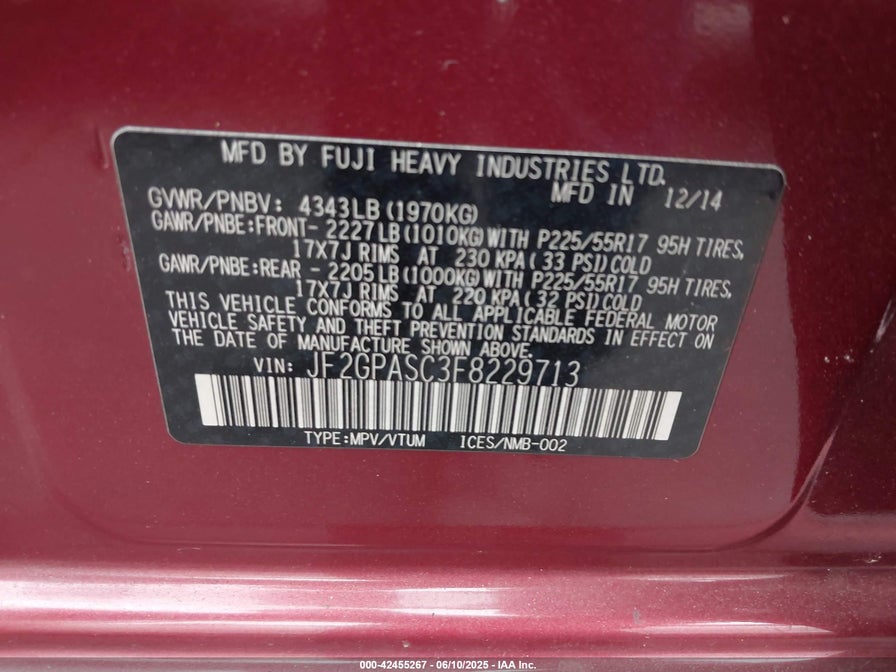 MFD BY FUJI HEAVY INDUSTRIES LTD.
MFD IN 12/14
GVWR/PNBV: 4343LB(1970KG)
GAWR/PNBE:FRONT- 2227LB(1010KG)WITH P225/55R17 95H TIRES,
17X7J RIMS AT 230 KPA( 33 PSI)COLD
GAWR/PNBE:REAR - 2205LB(1000KG)WITH P225/55R17 95H TIRES,
17X7J RIMS AT 220 KPA( 32 PSI)COLD
THIS VEHICLE CONFORMS TO ALL APPLICABLE FEDERAL MOTOR
VEHICLE SAFETY AND THEFT PREVENTION STANDARDS IN EFFECT ON
THE DATE OF MANUFACTURE SHOWN ABOVE.
VIN: JF2GPASC3F8229713
TYPE:MPV/VTUM ICES/NMB-002
000-42455267 - 06/10/2025 - IAA Inc.